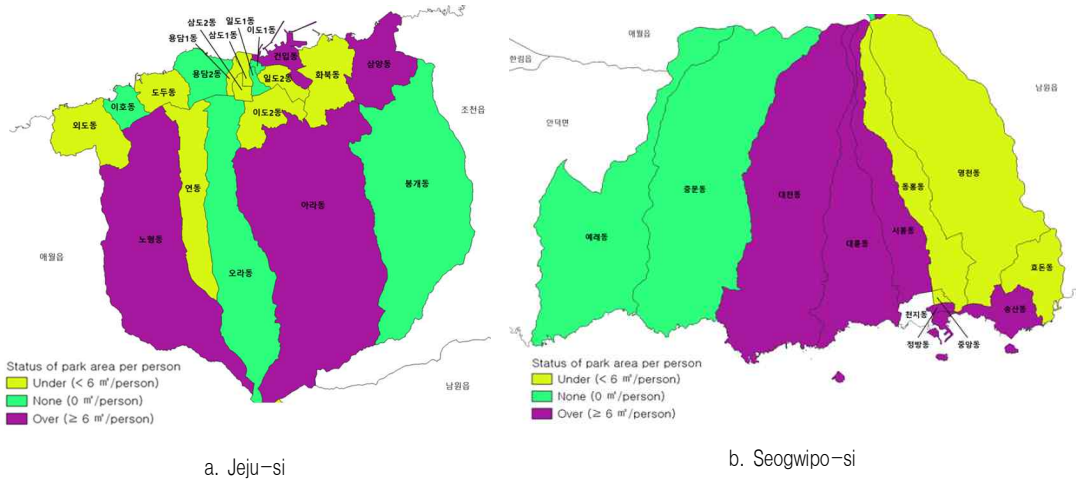 삼도2동
일도1동
용담1동
삼도1동
이도1동
건입동
용담2동
일도2동
화북동
삼양동
도두동
이호동
외도동
이도2동
조천읍
연동
봉개동
아라동
노형동
애월읍
오라동
남원읍
Status of park area per person
Under (< 6 ㎡/person)
None (0 ㎡/person)
Over (≥ 6 ㎡/person)
a. Jeju-si
애월읍
한림읍
남원읍
안덕면
영천동
중문동
대천동
동홍동
서홍동
예래동
대륜동
효돈동
송산동
천지동
정방동
중앙동
Status of park area per person
Under (< 6 ㎡/person)
None (0 ㎡/person)
Over (≥ 6 ㎡/person)
b. Seogwipo-si